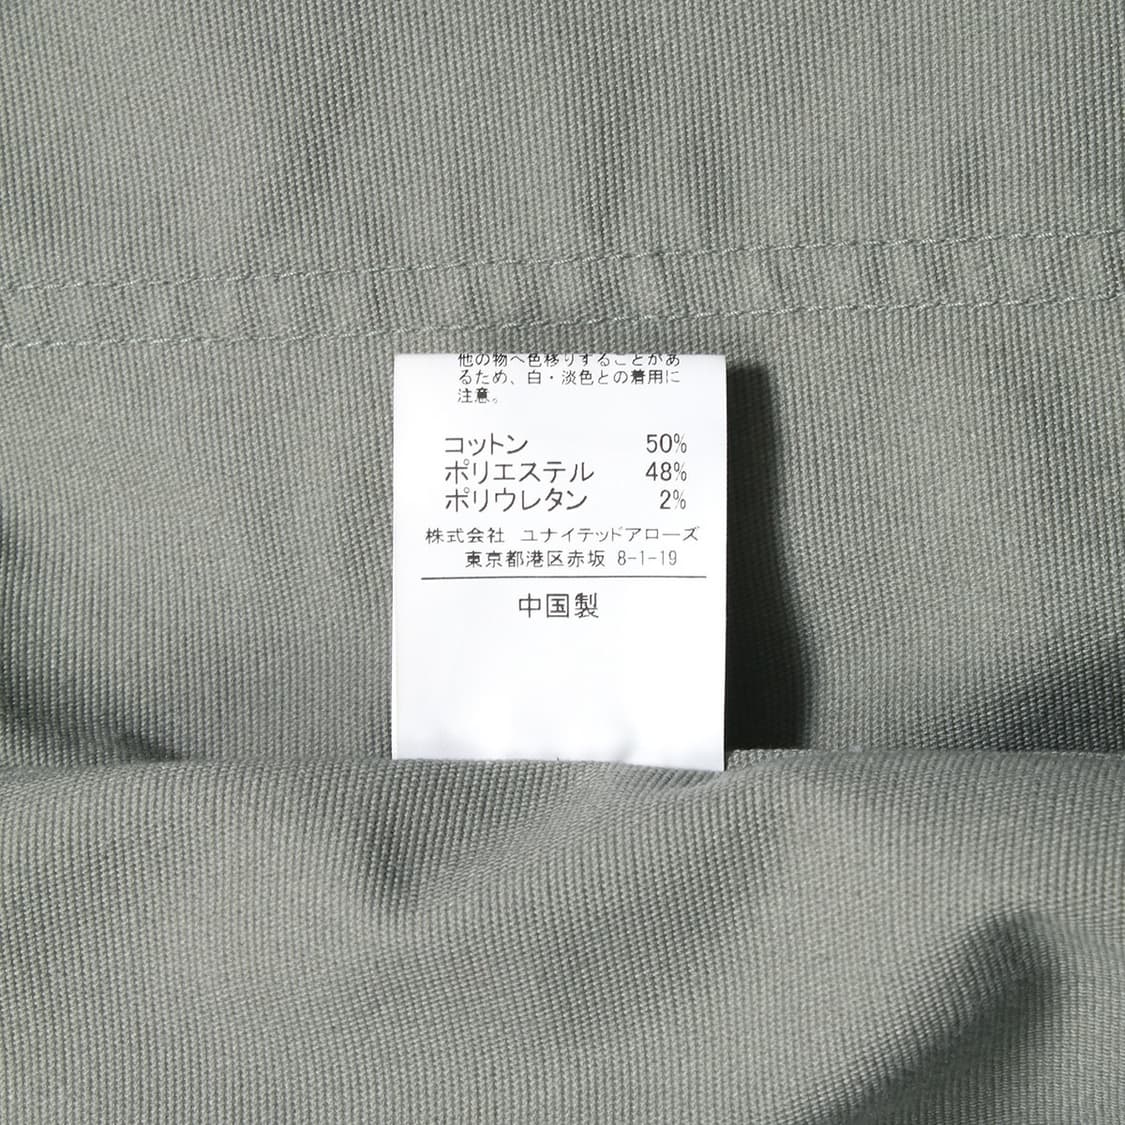 他の物へ色移りすることがあ
るため、白・淡色との着用に
注意。
コットン 50%
ポリエステル 48%
ポリウレタン 2%
株式会社 ユナイテッドアローズ
東京都港区赤坂 8-1-19
中国製